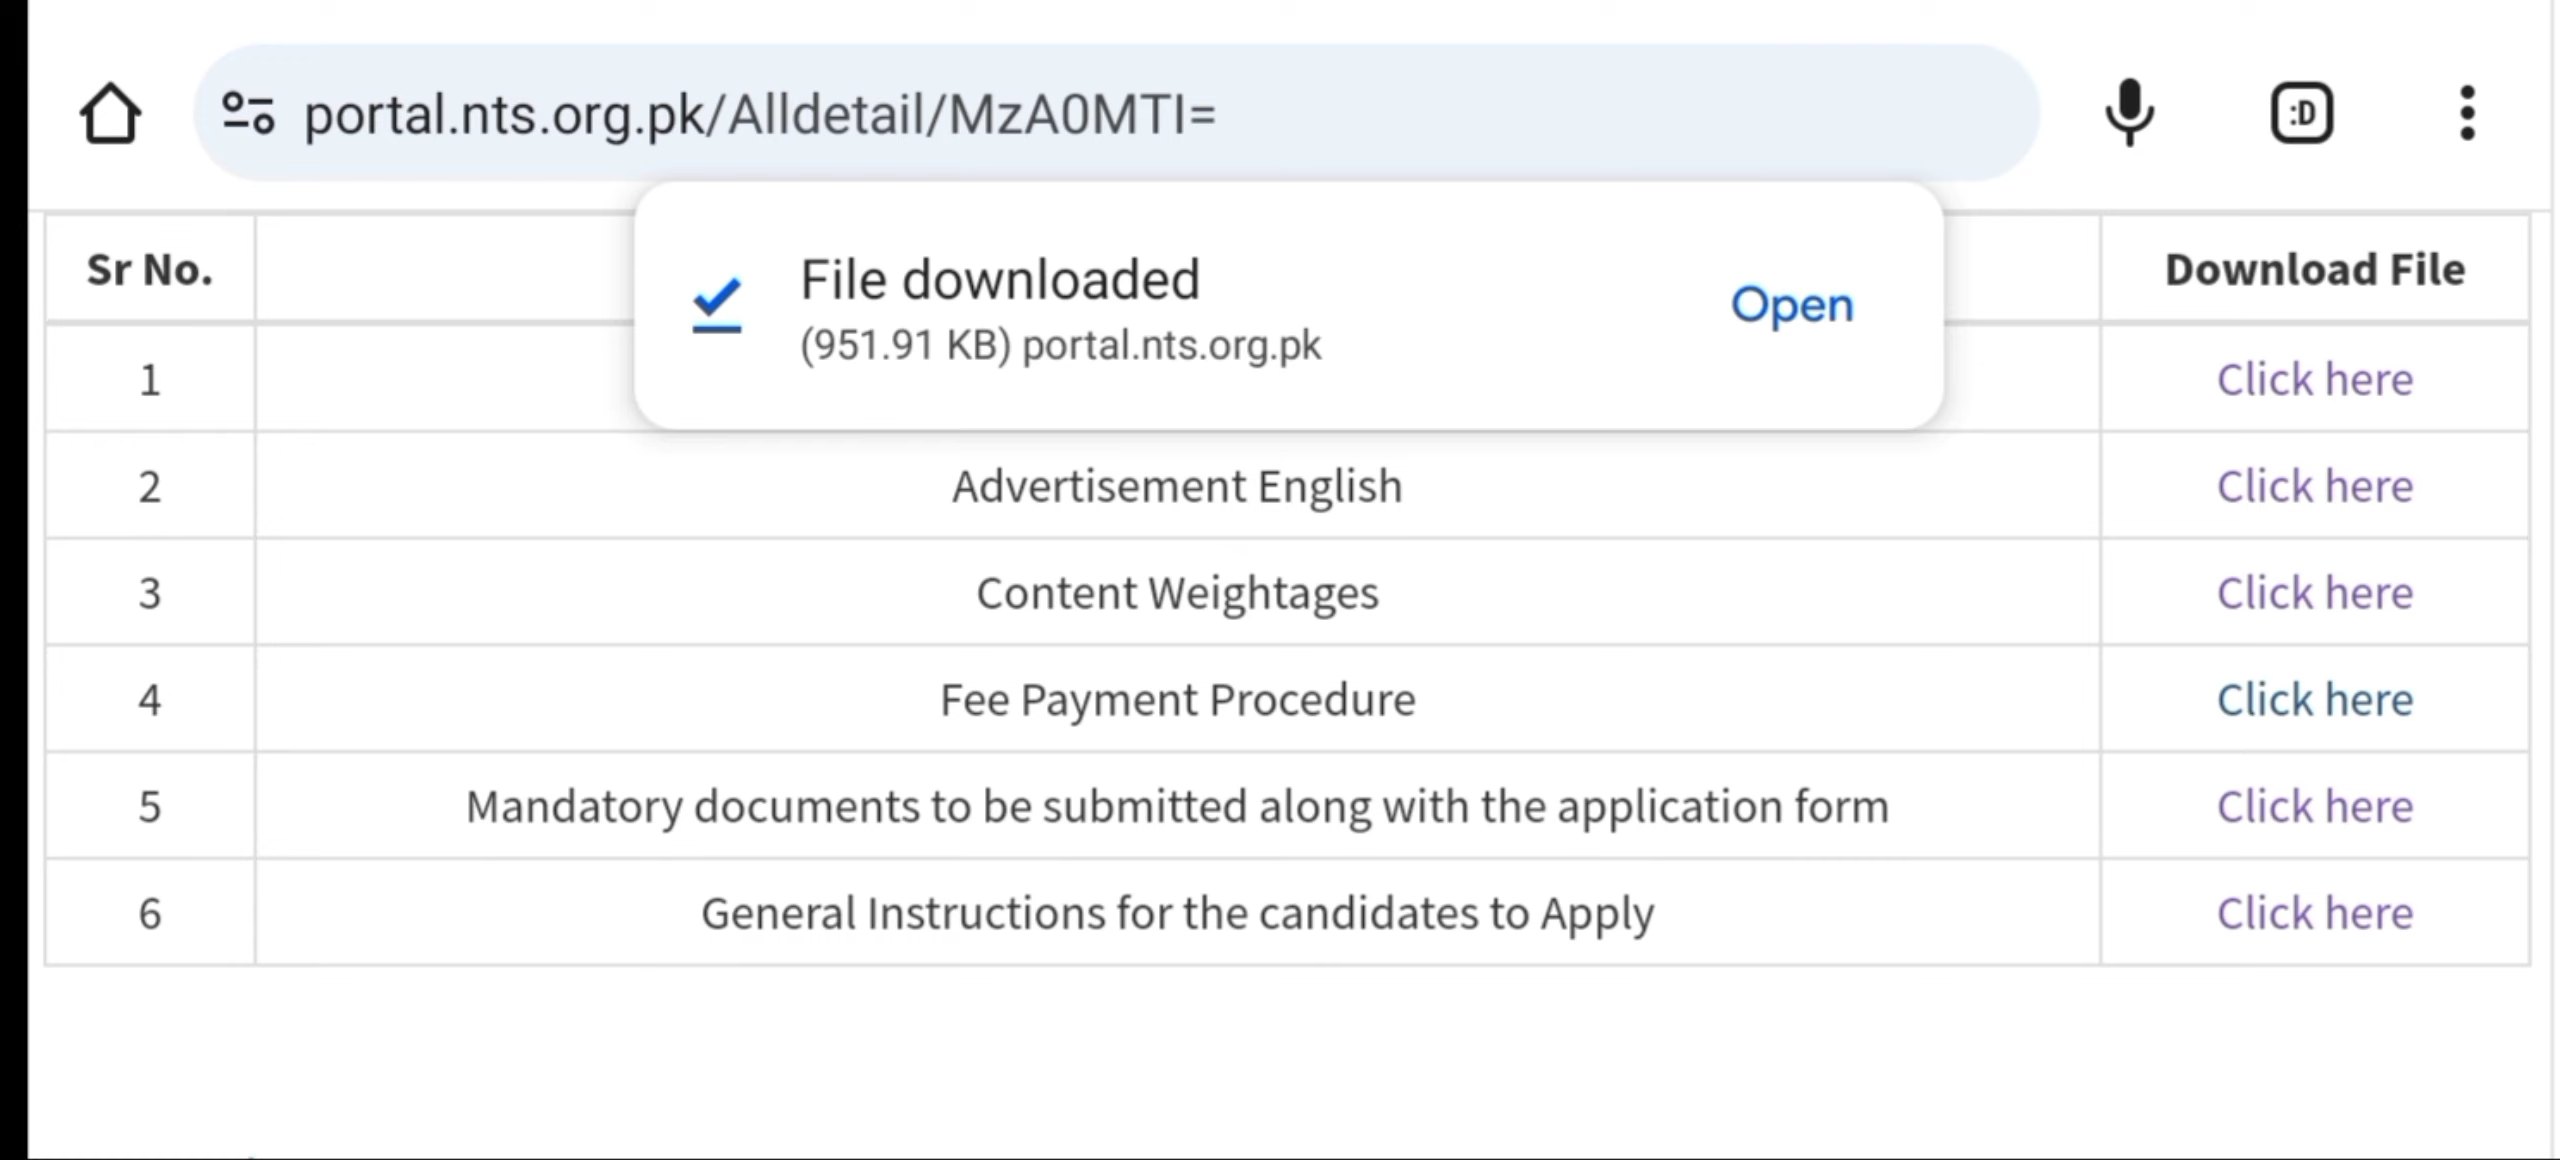 portal.nts.org.pk/Alldetail/MzA0MTI=
:D
File downloaded
(951.91 KB) portal.nts.org.pk
Open
Sr No. Download File
1 Click here
2 Advertisement English Click here
3 Content Weightages Click here
4 Fee Payment Procedure Click here
5 Mandatory documents to be submitted along with the application form Click here
6 General Instructions for the candidates to Apply Click here